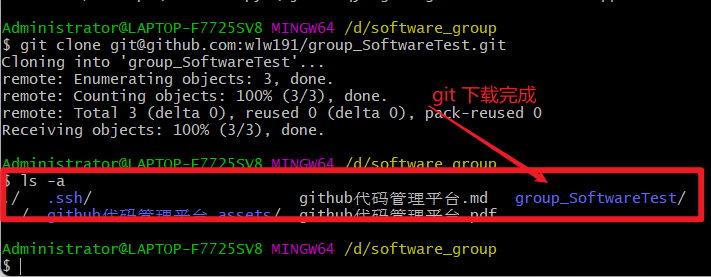 Administrator@LAPTOP-F7725SV8 MINGW64 /d/software_group
$ git clone git@github.com:wlw191/group_SoftwareTest.git
Cloning into 'group_SoftwareTest'...
remote: Enumerating objects: 3, done.
remote: Counting objects: 100% (3/3), done.
remote: Total 3 (delta 0), reused 0 (delta 0), pack-reused 0
Receiving objects: 100% (3/3), done.
git 下载完成
Administrator@LAPTOP-F7725SV8 MINGW64 /d/software_group
$ ls -a
./ .ssh/ github代码管理平台.md group_SoftwareTest/
../ github代码管理平台.assets/ github代码管理平台.pdf
Administrator@LAPTOP-F7725SV8 MINGW64 /d/software_group
$